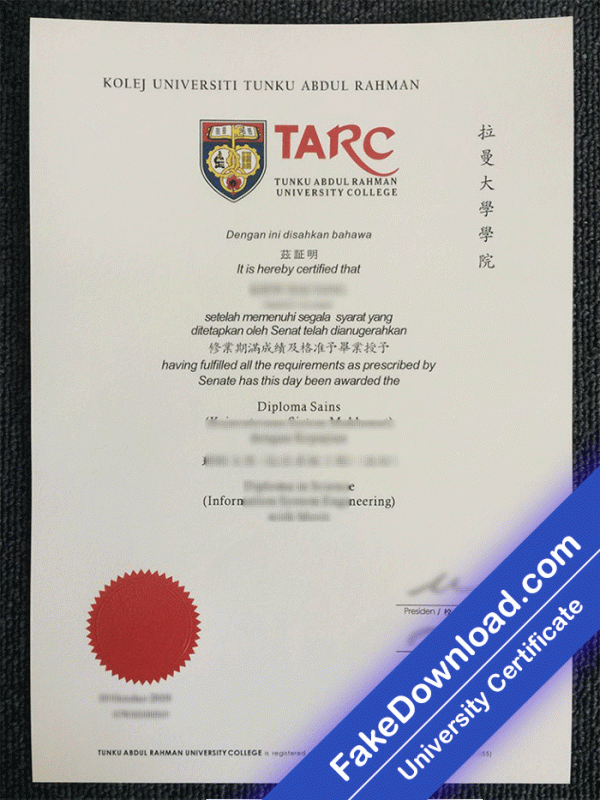 KOLEJ UNIVERSITI TUNKU ABDUL RAHMAN
TARC
TUNKU ABDUL RAHMAN
UNIVERSITY COLLEGE
拉曼大學學院
Dengan ini disahkan bahawa
茲証明
It is hereby certified that
setelah memenuhi segala syarat yang
ditetapkan oleh Senat telah dianugerahkan
修業期滿成績及格准予畢業授予
having fulfilled all the requirements as prescribed by
Senate has this day been awarded the
Diploma Sains
Diploma in Science
(Information System Engineering)
Presiden /
TUNKU ABDUL RAHMAN UNIVERSITY COLLEGE is registered
FakeDownload.com
University Certificate